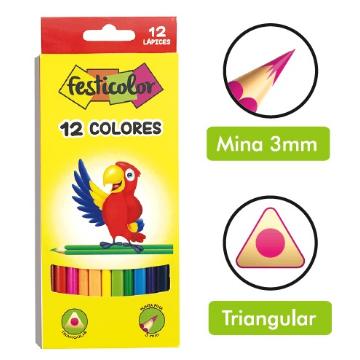 12
LÁPICES
festicolor
12 COLORES
Mina 3mm
Triangular